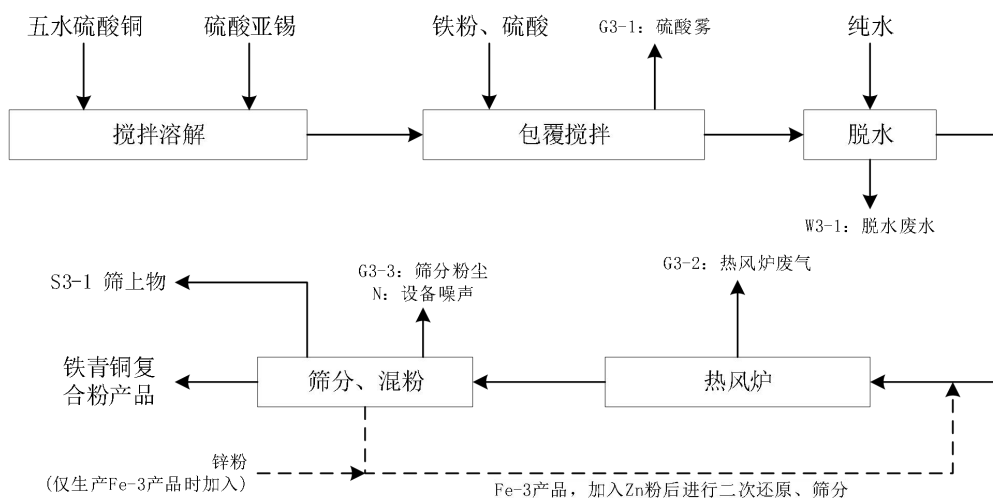 五水硫酸铜
硫酸亚锡
铁粉、硫酸
G3-1: 硫酸雾
纯水
搅拌溶解
包覆搅拌
脱水
W3-1: 脱水废水
S3-1 筛上物
G3-3: 筛分粉尘
N: 设备噪声
G3-2: 热风炉废气
铁青铜复
合粉产品
筛分、混粉
热风炉
锌粉
(仅生产Fe-3产品时加入)
Fe-3产品, 加入Zn粉后进行二次还原、筛分